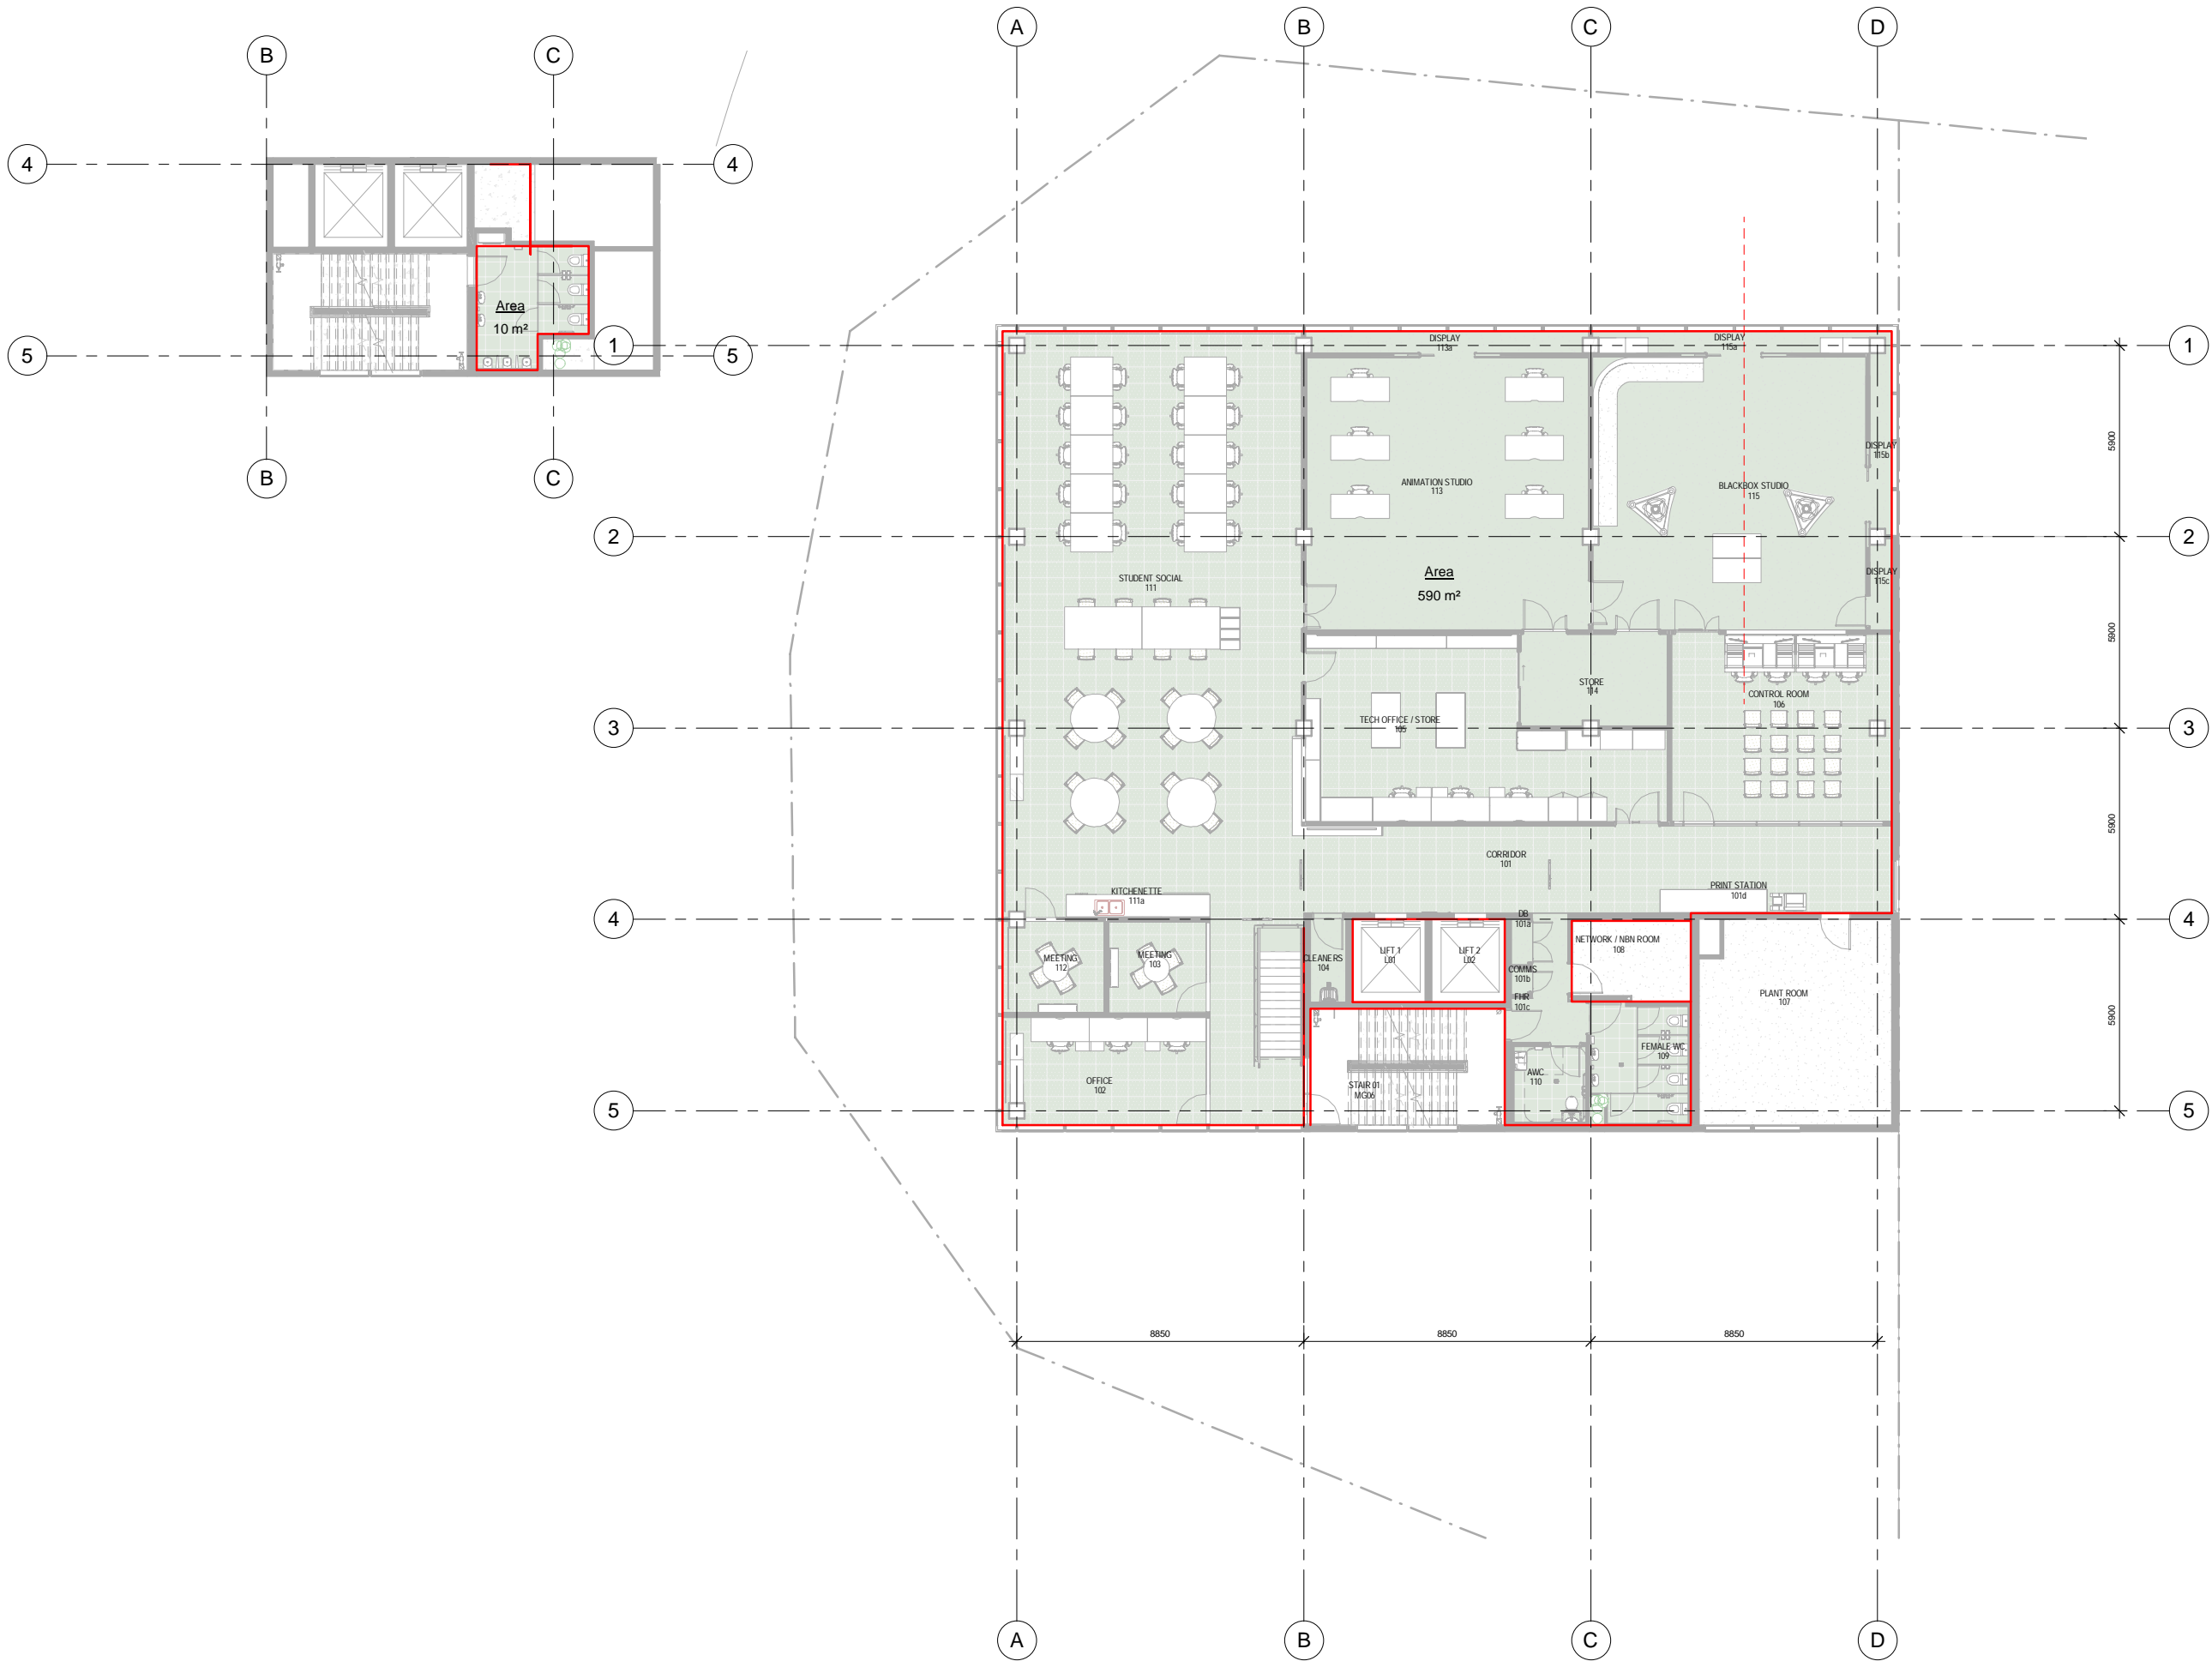 A
B
C
D
B
C
4
4
Area
10 m²
5
5
1
1
B
C
DISPLAY
113a
DISPLAY
115a
5900
DISPLAY
115b
ANIMATION STUDIO
113
BLACKBOX STUDIO
115
2
2
STUDENT SOCIAL
111
Area
590 m²
DISPLAY
115c
5900
STORE
114
CONTROL ROOM
106
TECH OFFICE / STORE
105
3
3
5900
CORRIDOR
101
KITCHENETTE
111a
PRINT STATION
101d
4
4
DB
101a
NETWORK / NBN ROOM
108
MEETING
112
MEETING
103
CLEANERS
104
LIFT 1
L01
LIFT 2
L02
COMMS
101b
FHR
101c
PLANT ROOM
107
5900
FEMALE WC
109
AWC
110
OFFICE
102
STAIR 01
MG06
5
5
8850
8850
8850
A
B
C
D